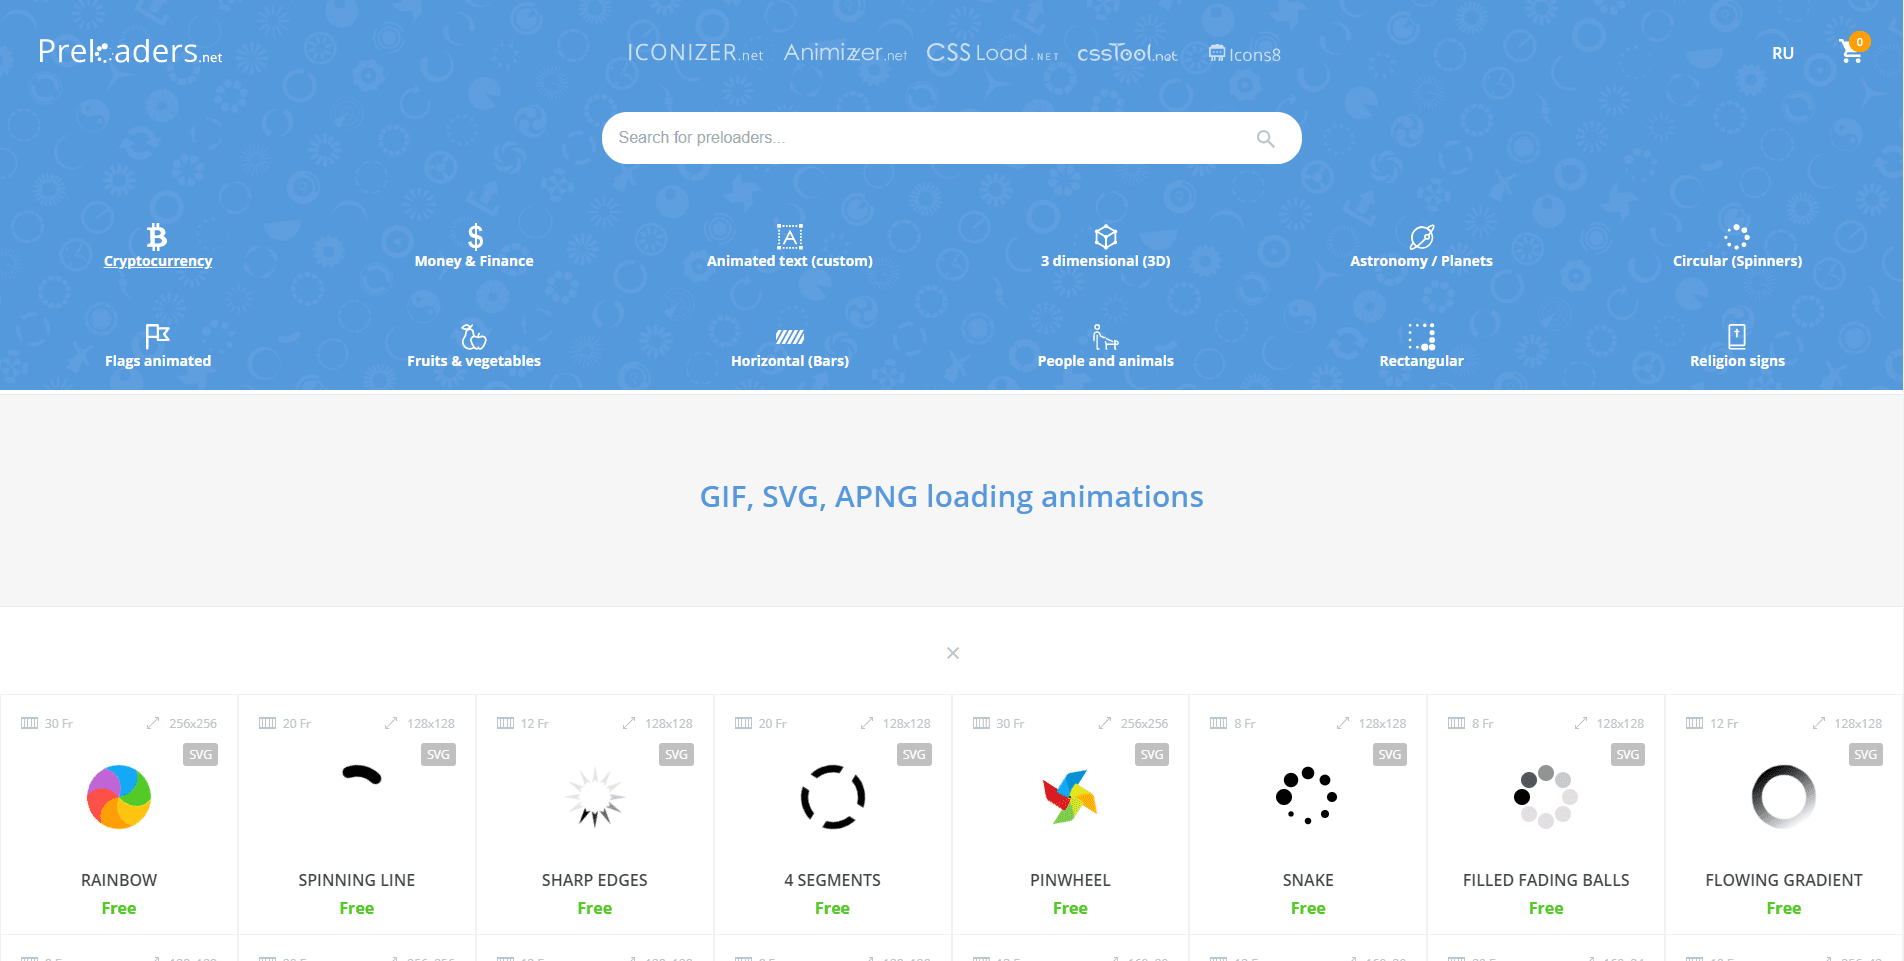 Preloaders.net
ICONIZER.net
Animizer.net
CSS Load.NET
cssTool.net
Icons8
RU
0
Search for preloaders...
Cryptocurrency
Money & Finance
Animated text (custom)
3 dimensional (3D)
Astronomy / Planets
Circular (Spinners)
Flags animated
Fruits & vegetables
Horizontal (Bars)
People and animals
Rectangular
Religion signs
GIF, SVG, APNG loading animations
30 Fr 256x256
SVG
RAINBOW
Free
20 Fr 128x128
SVG
SPINNING LINE
Free
12 Fr 128x128
SVG
SHARP EDGES
Free
20 Fr 128x128
SVG
4 SEGMENTS
Free
30 Fr 256x256
SVG
PINWHEEL
Free
8 Fr 128x128
SVG
SNAKE
Free
8 Fr 128x128
SVG
FILLED FADING BALLS
Free
12 Fr 128x128
SVG
FLOWING GRADIENT
Free